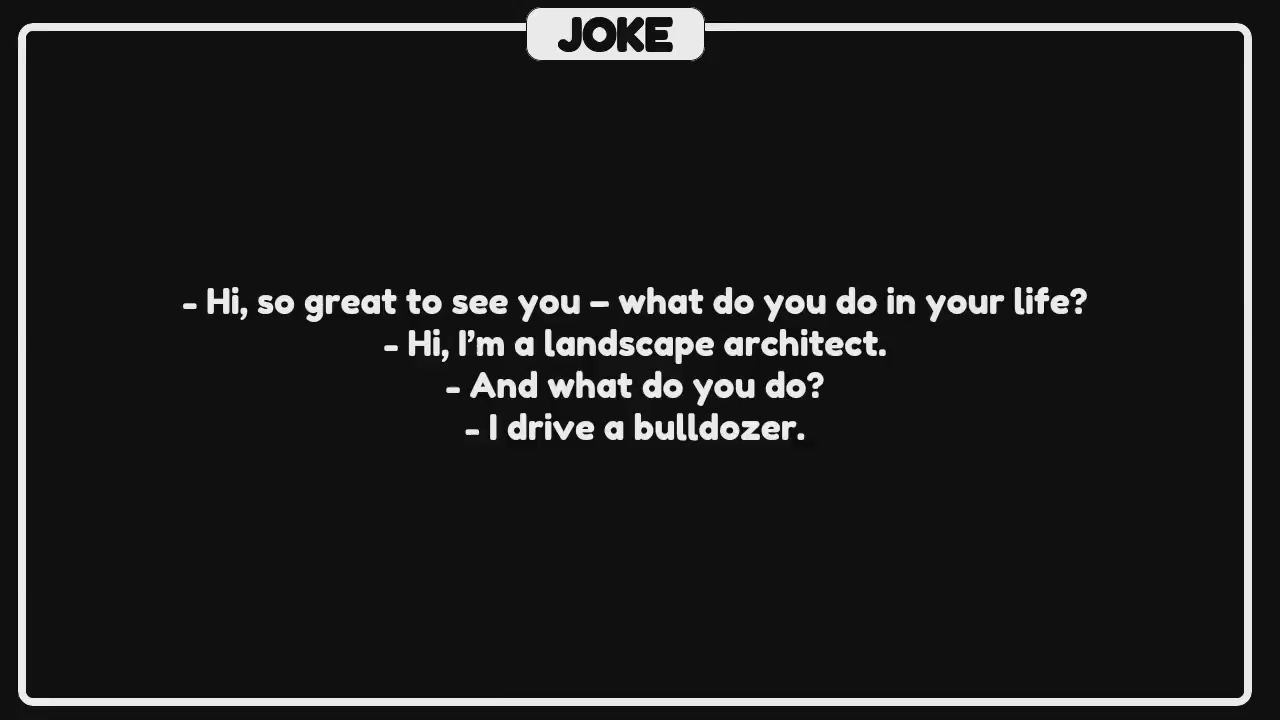 JOKE
- Hi, so great to see you – what do you do in your life?
- Hi, I’m a landscape architect.
- And what do you do?
- I drive a bulldozer.